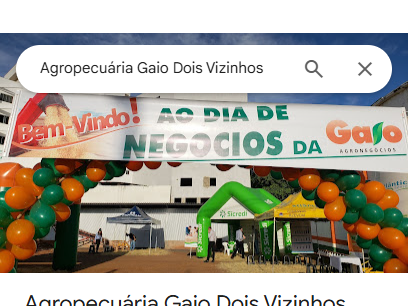 Agropecuária Gaio Dois Vizinhos
Bem-Vindo!
AO DIA DE
NEGOCIOS DA
Gaio
AGRONEGÓCIOS
Sicredi
Agropecuária Gaio Dois Vizinhos